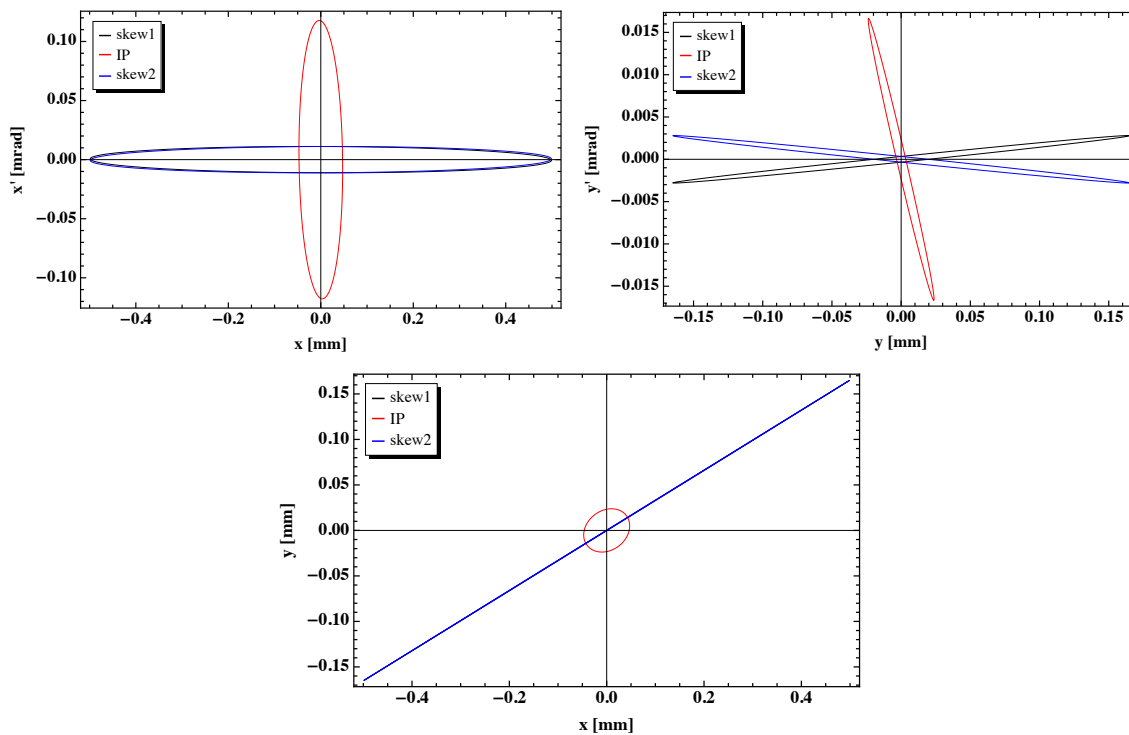 skew1
IP
skew2
0.10
0.05
0.00
−0.05
−0.10
x' [mrad]
−0.4 −0.2 0.0 0.2 0.4
x [mm]
skew1
IP
skew2
0.015
0.010
0.005
0.000
−0.005
−0.010
−0.015
y' [mrad]
−0.15 −0.10 −0.05 0.00 0.05 0.10 0.15
y [mm]
skew1
IP
skew2
0.15
0.10
0.05
0.00
−0.05
−0.10
−0.15
y [mm]
−0.4 −0.2 0.0 0.2 0.4
x [mm]